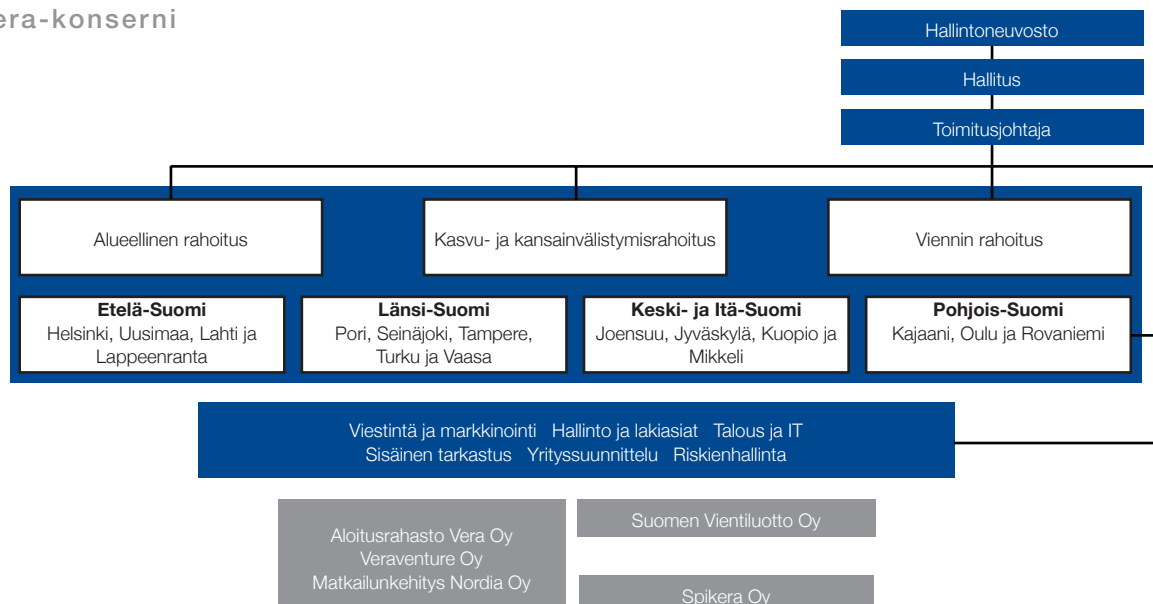 era-konserni
Hallintoneuvosto
Hallitus
Toimitusjohtaja
Alueellinen rahoitus
Kasvu- ja kansainvälistymisrahoitus
Viennin rahoitus
Etelä-Suomi
Helsinki, Uusimaa, Lahti ja
Lappeenranta
Länsi-Suomi
Pori, Seinäjoki, Tampere,
Turku ja Vaasa
Keski- ja Itä-Suomi
Joensuu, Jyväskylä, Kuopio ja
Mikkeli
Pohjois-Suomi
Kajaani, Oulu ja Rovaniemi
Viestintä ja markkinointi Hallinto ja lakiasiat Talous ja IT
Sisäinen tarkastus Yrityssuunnittelu Riskienhallinta
Aloitusrahasto Vera Oy
Veraventure Oy
Matkailunkehitys Nordia Oy
Suomen Vientiluotto Oy
Spikera Oy